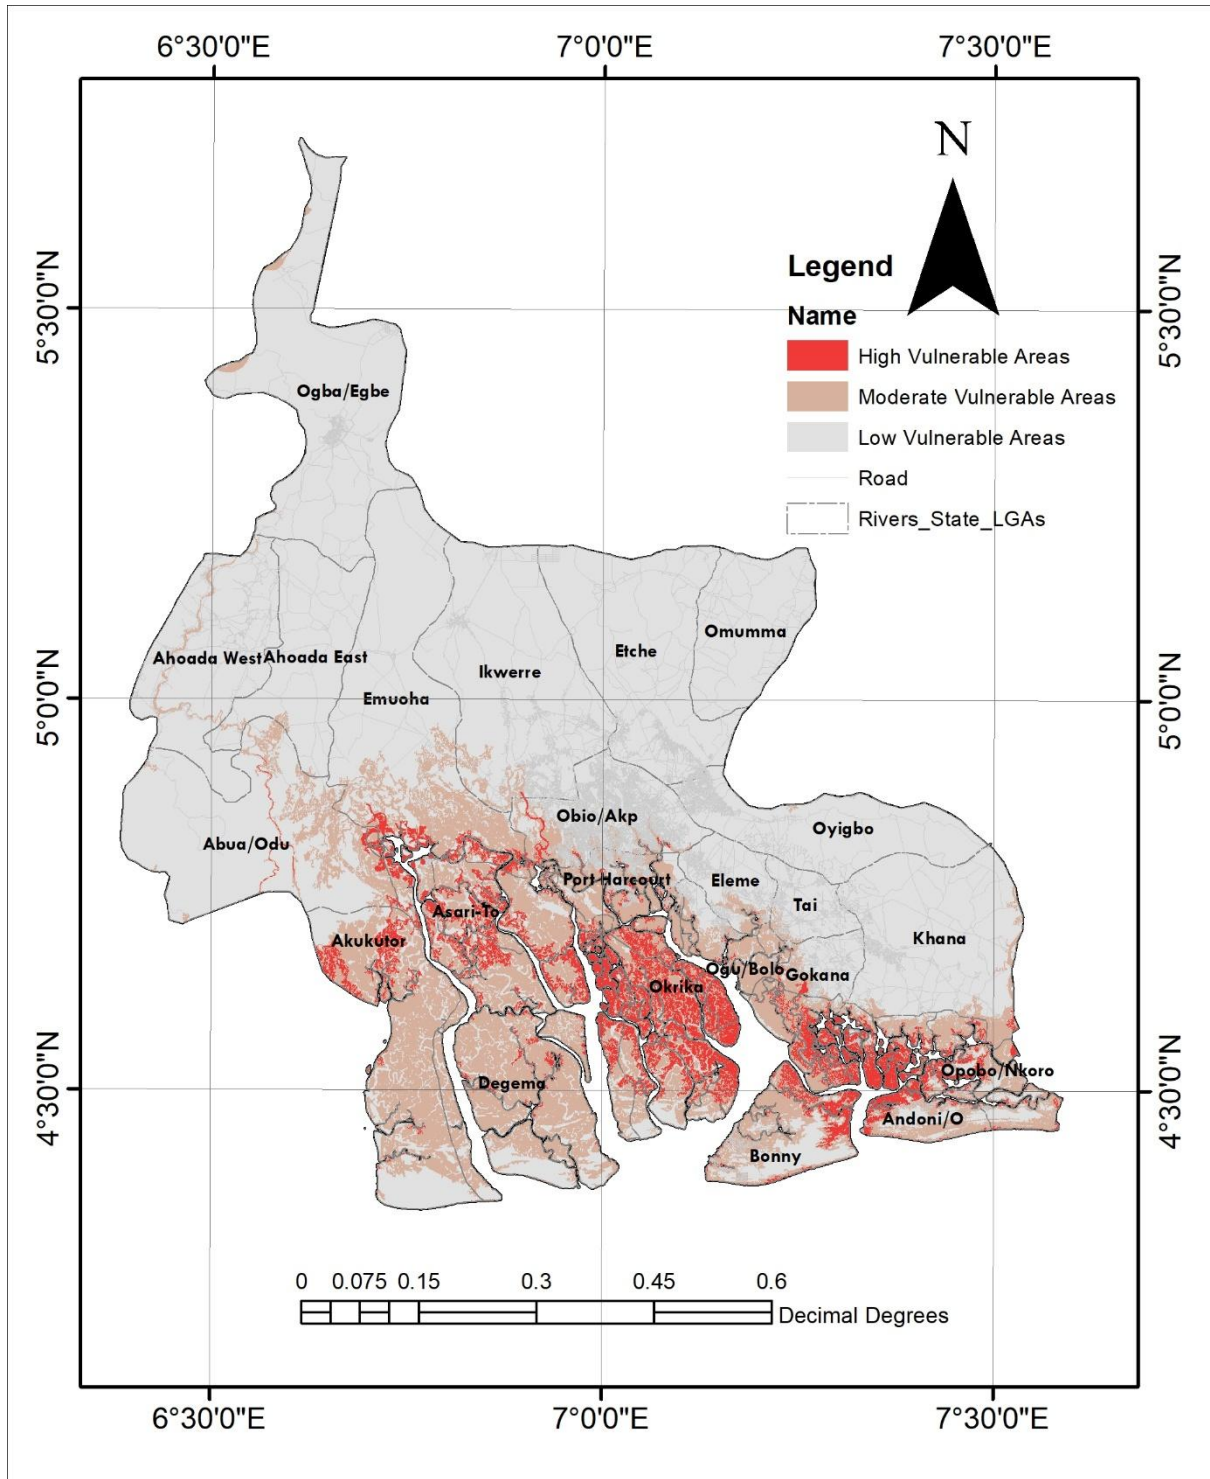 6°30'0"E
7°0'0"E
7°30'0"E
N
5°30'0"N
5°30'0"N
Legend
Name
High Vulnerable Areas
Moderate Vulnerable Areas
Low Vulnerable Areas
Road
Rivers_State_LGAs
Ogba/Egbe
Omumma
Etche
Ahoada West
Ahoada East
Ikwerre
Emuoha
5°0'0"N
5°0'0"N
Obio/Akp
Oyigbo
Abua/Odu
Port Harcourt
Eleme
Tai
Asari-To
Akukutor
Khana
Ogu/Bolo
Gokana
Okrika
4°30'0"N
4°30'0"N
Opobo/Nkoro
Degema
Andoni/O
Bonny
0
0.075
0.15
0.3
0.45
0.6
Decimal Degrees
6°30'0"E
7°0'0"E
7°30'0"E